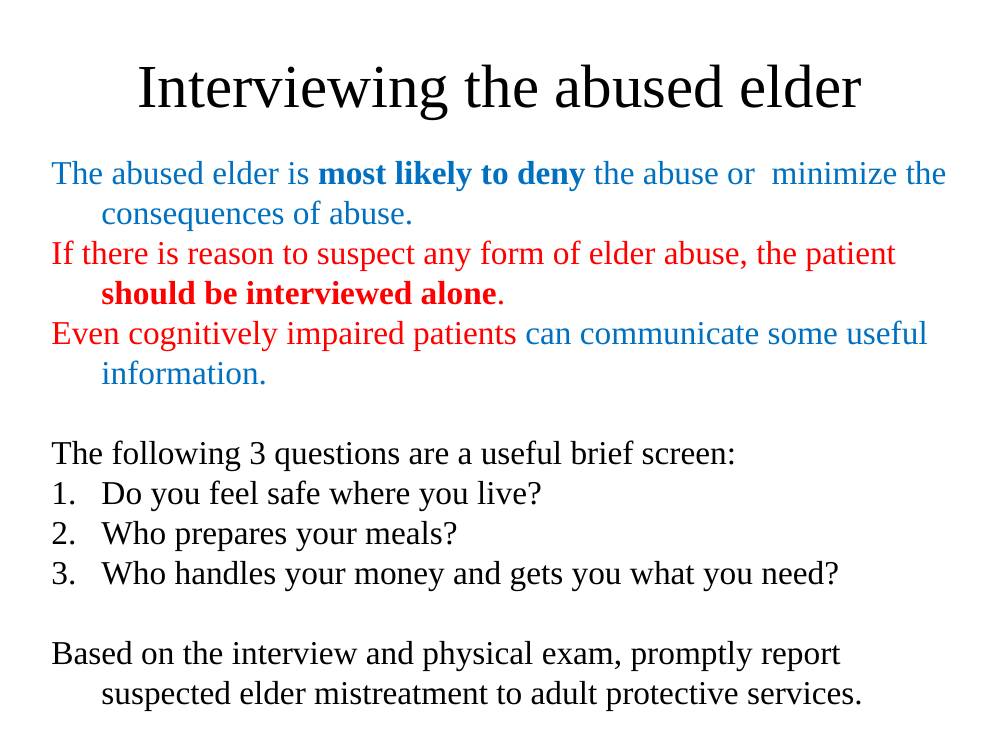 Interviewing the abused elder
The abused elder is most likely to deny the abuse or  minimize the
consequences of abuse.
If there is reason to suspect any form of elder abuse, the patient
should be interviewed alone.
Even cognitively impaired patients can communicate some useful
information.
The following 3 questions are a useful brief screen:
1. Do you feel safe where you live?
2. Who prepares your meals?
3. Who handles your money and gets you what you need?
Based on the interview and physical exam, promptly report
suspected elder mistreatment to adult protective services.